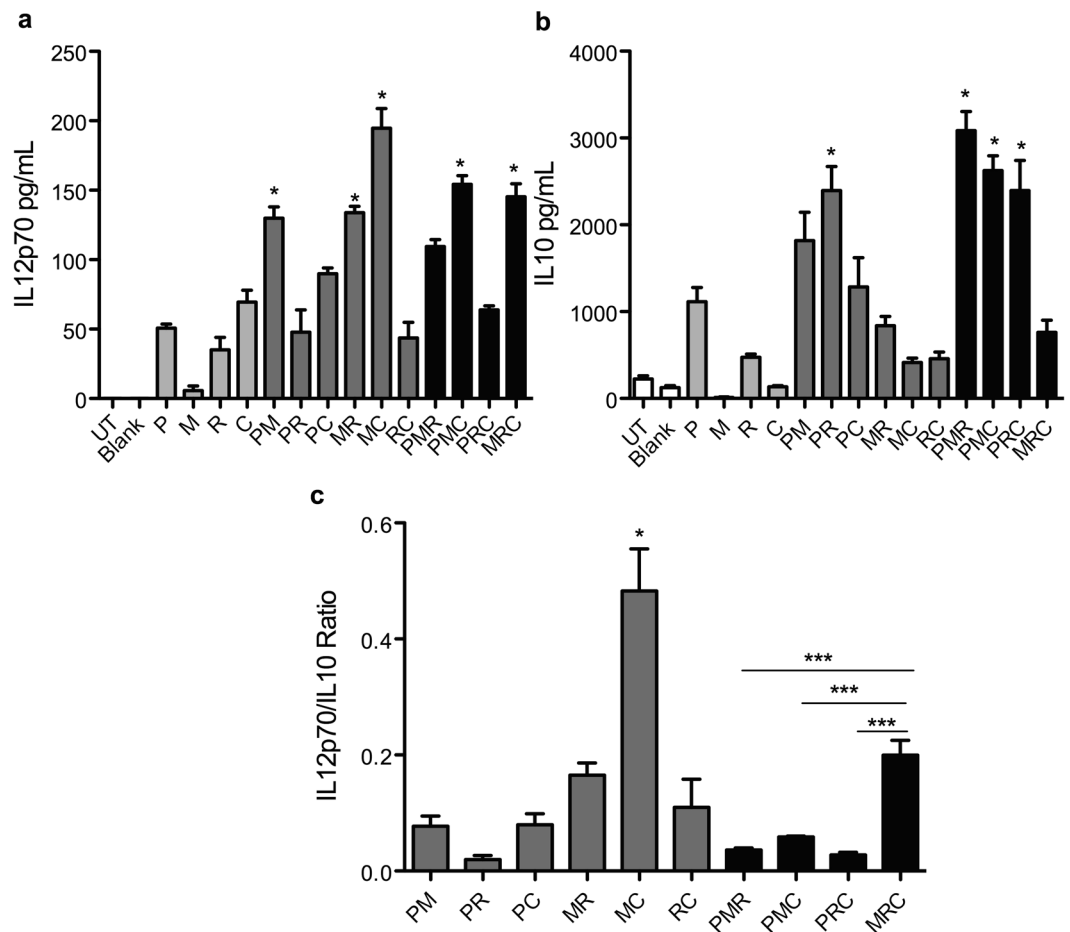 a
250
200
150
100
50
0
IL12p70 pg/mL
* * * * *
UT Blank P M R C PM PR PC MR MC RC PMR PMC PRC MRC
b
4000
3000
2000
1000
0
IL10 pg/mL
* * * *
UT Blank P M R C PM PR PC MR MC RC PMR PMC PRC MRC
c
0.6
0.4
0.2
0.0
IL12p70/IL10 Ratio
*
***
***
***
PM PR PC MR MC RC PMR PMC PRC MRC